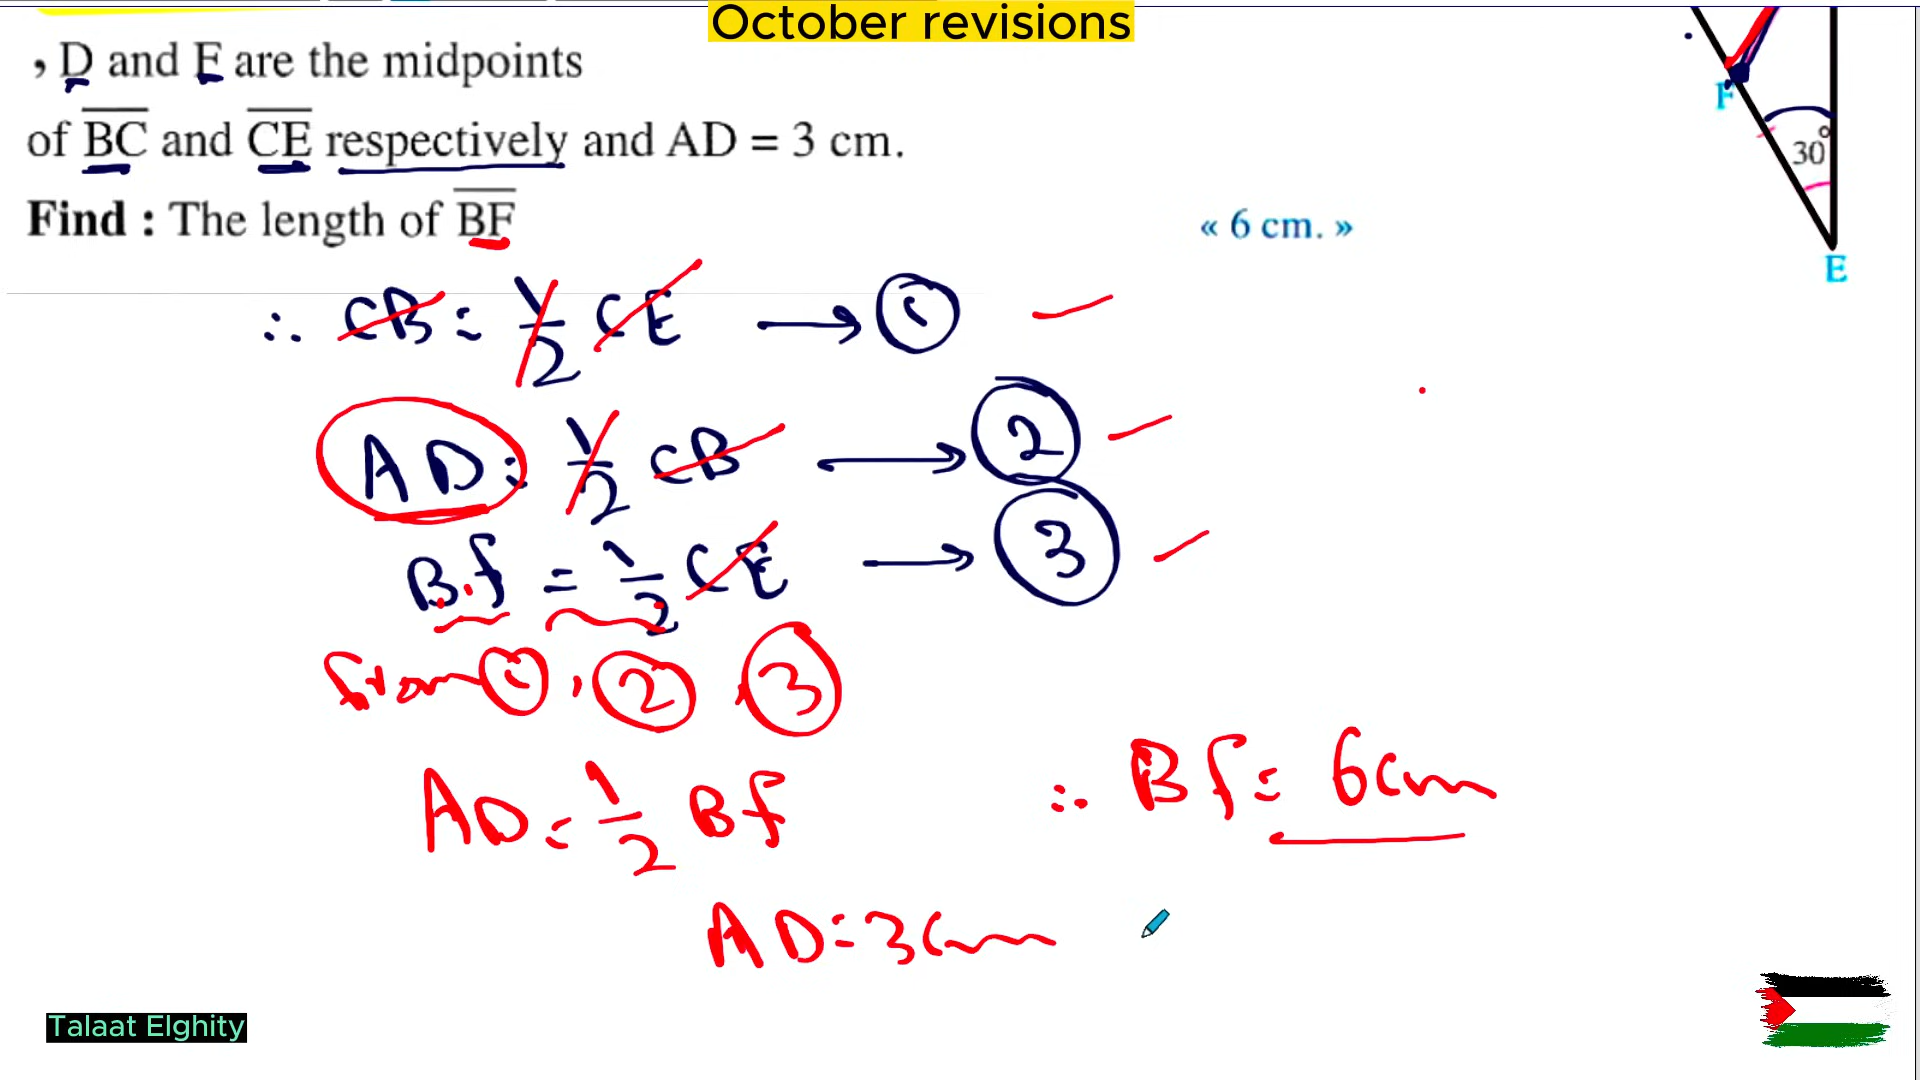 October revisions
, D and F are the midpoints
of BC and CE respectively and AD = 3 cm.
Find : The length of BF
« 6 cm. »
F
30°
E
∴ CB = 1/2 CE → ①
AD = 1/2 CB → ②
Bf = 1/2 CE → ③
from ①, ②, ③
AD = 1/2 Bf
∴ Bf = 6cm
AD = 3cm
Talaat Elghity